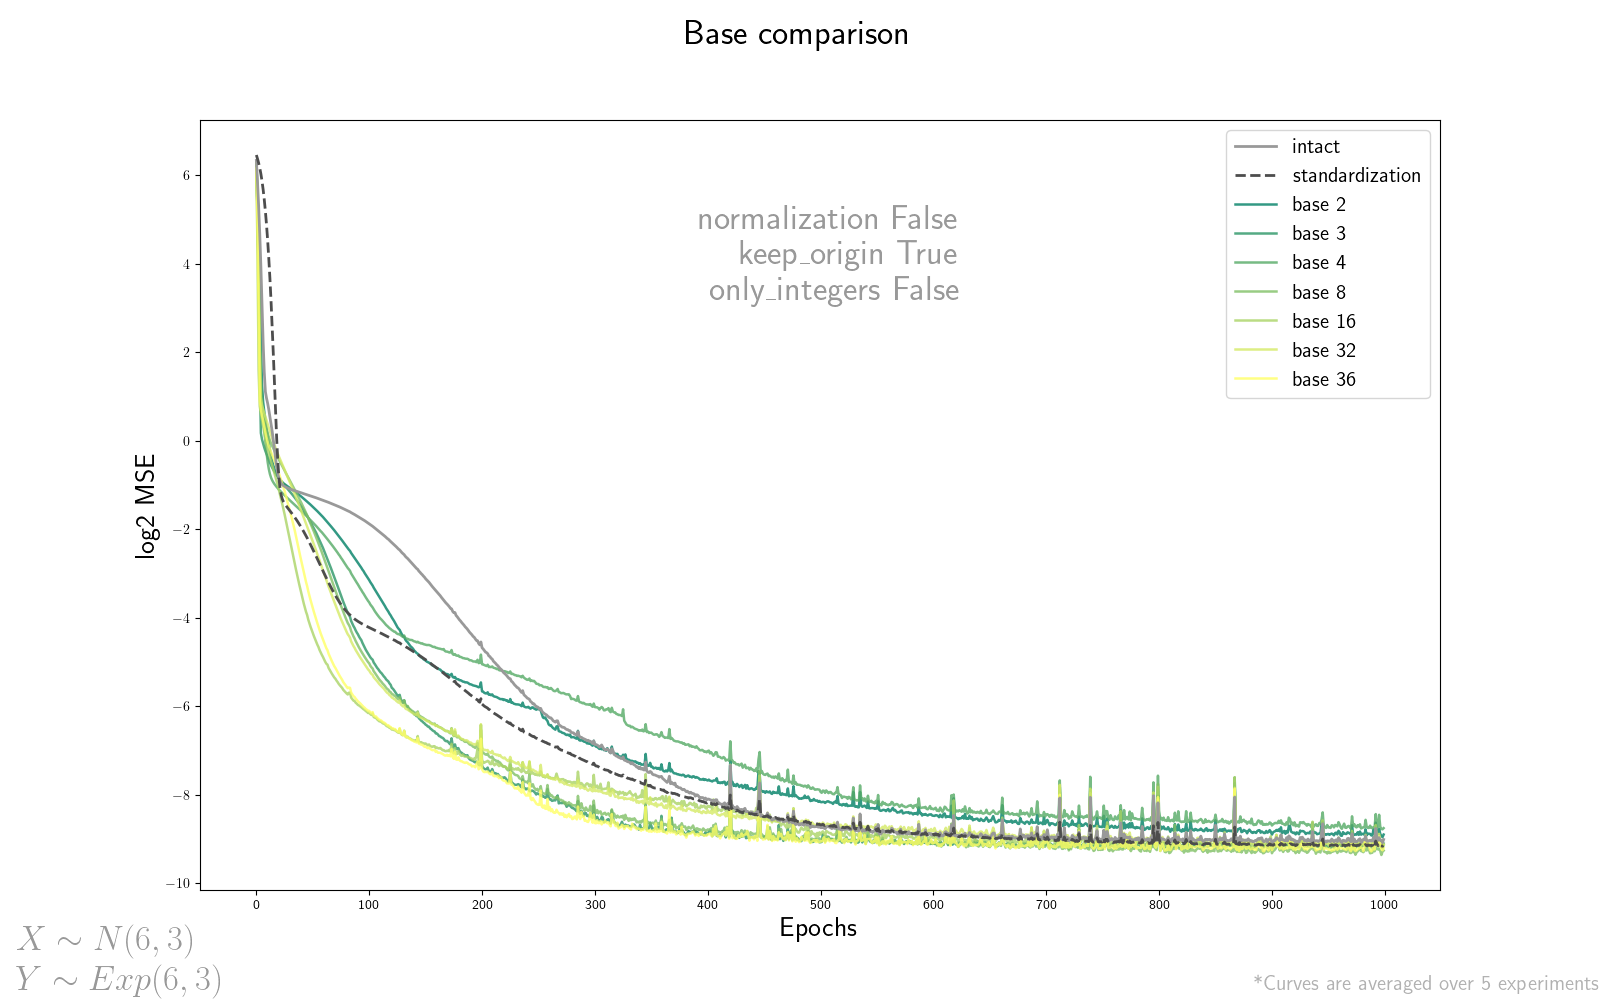 Base comparison
intact
standardization
base 2
base 3
base 4
base 8
base 16
base 32
base 36
normalization False
keep_origin True
only_integers False
log2 MSE
6
4
2
0
−2
−4
−6
−8
−10
0 100 200 300 400 500 600 700 800 900 1000
Epochs
X ∼ N(6, 3)
Y ∼ Exp(6, 3)
*Curves are averaged over 5 experiments